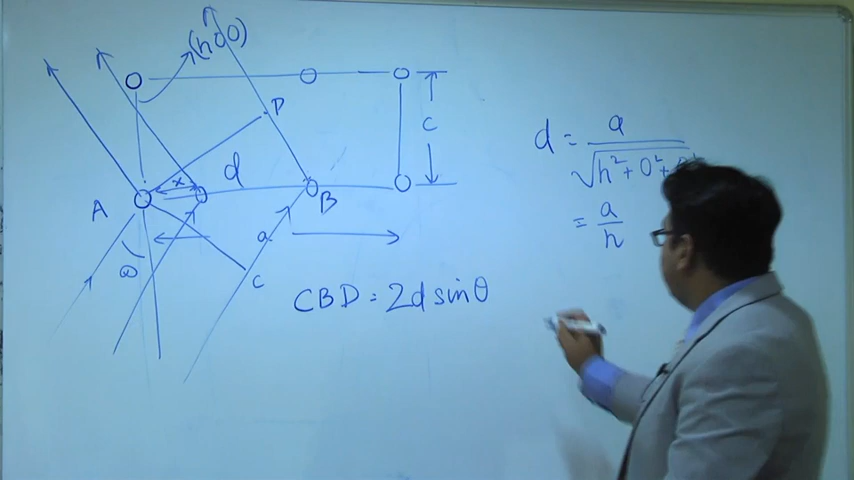 (h00)
D
c
x
d
A
B
a
θ
C
CBD = 2d sinθ
d = a
√h² + 0² +
= a
h